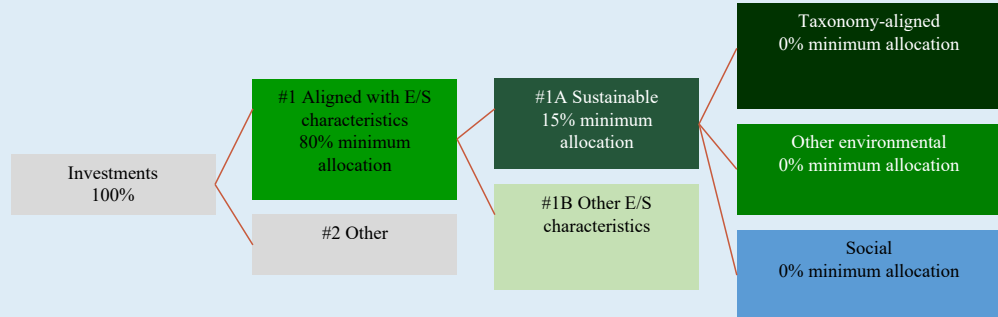 Investments
100%
#1 Aligned with E/S
characteristics
80% minimum
allocation
#2 Other
#1A Sustainable
15% minimum
allocation
#1B Other E/S
characteristics
Taxonomy-aligned
0% minimum allocation
Other environmental
0% minimum allocation
Social
0% minimum allocation